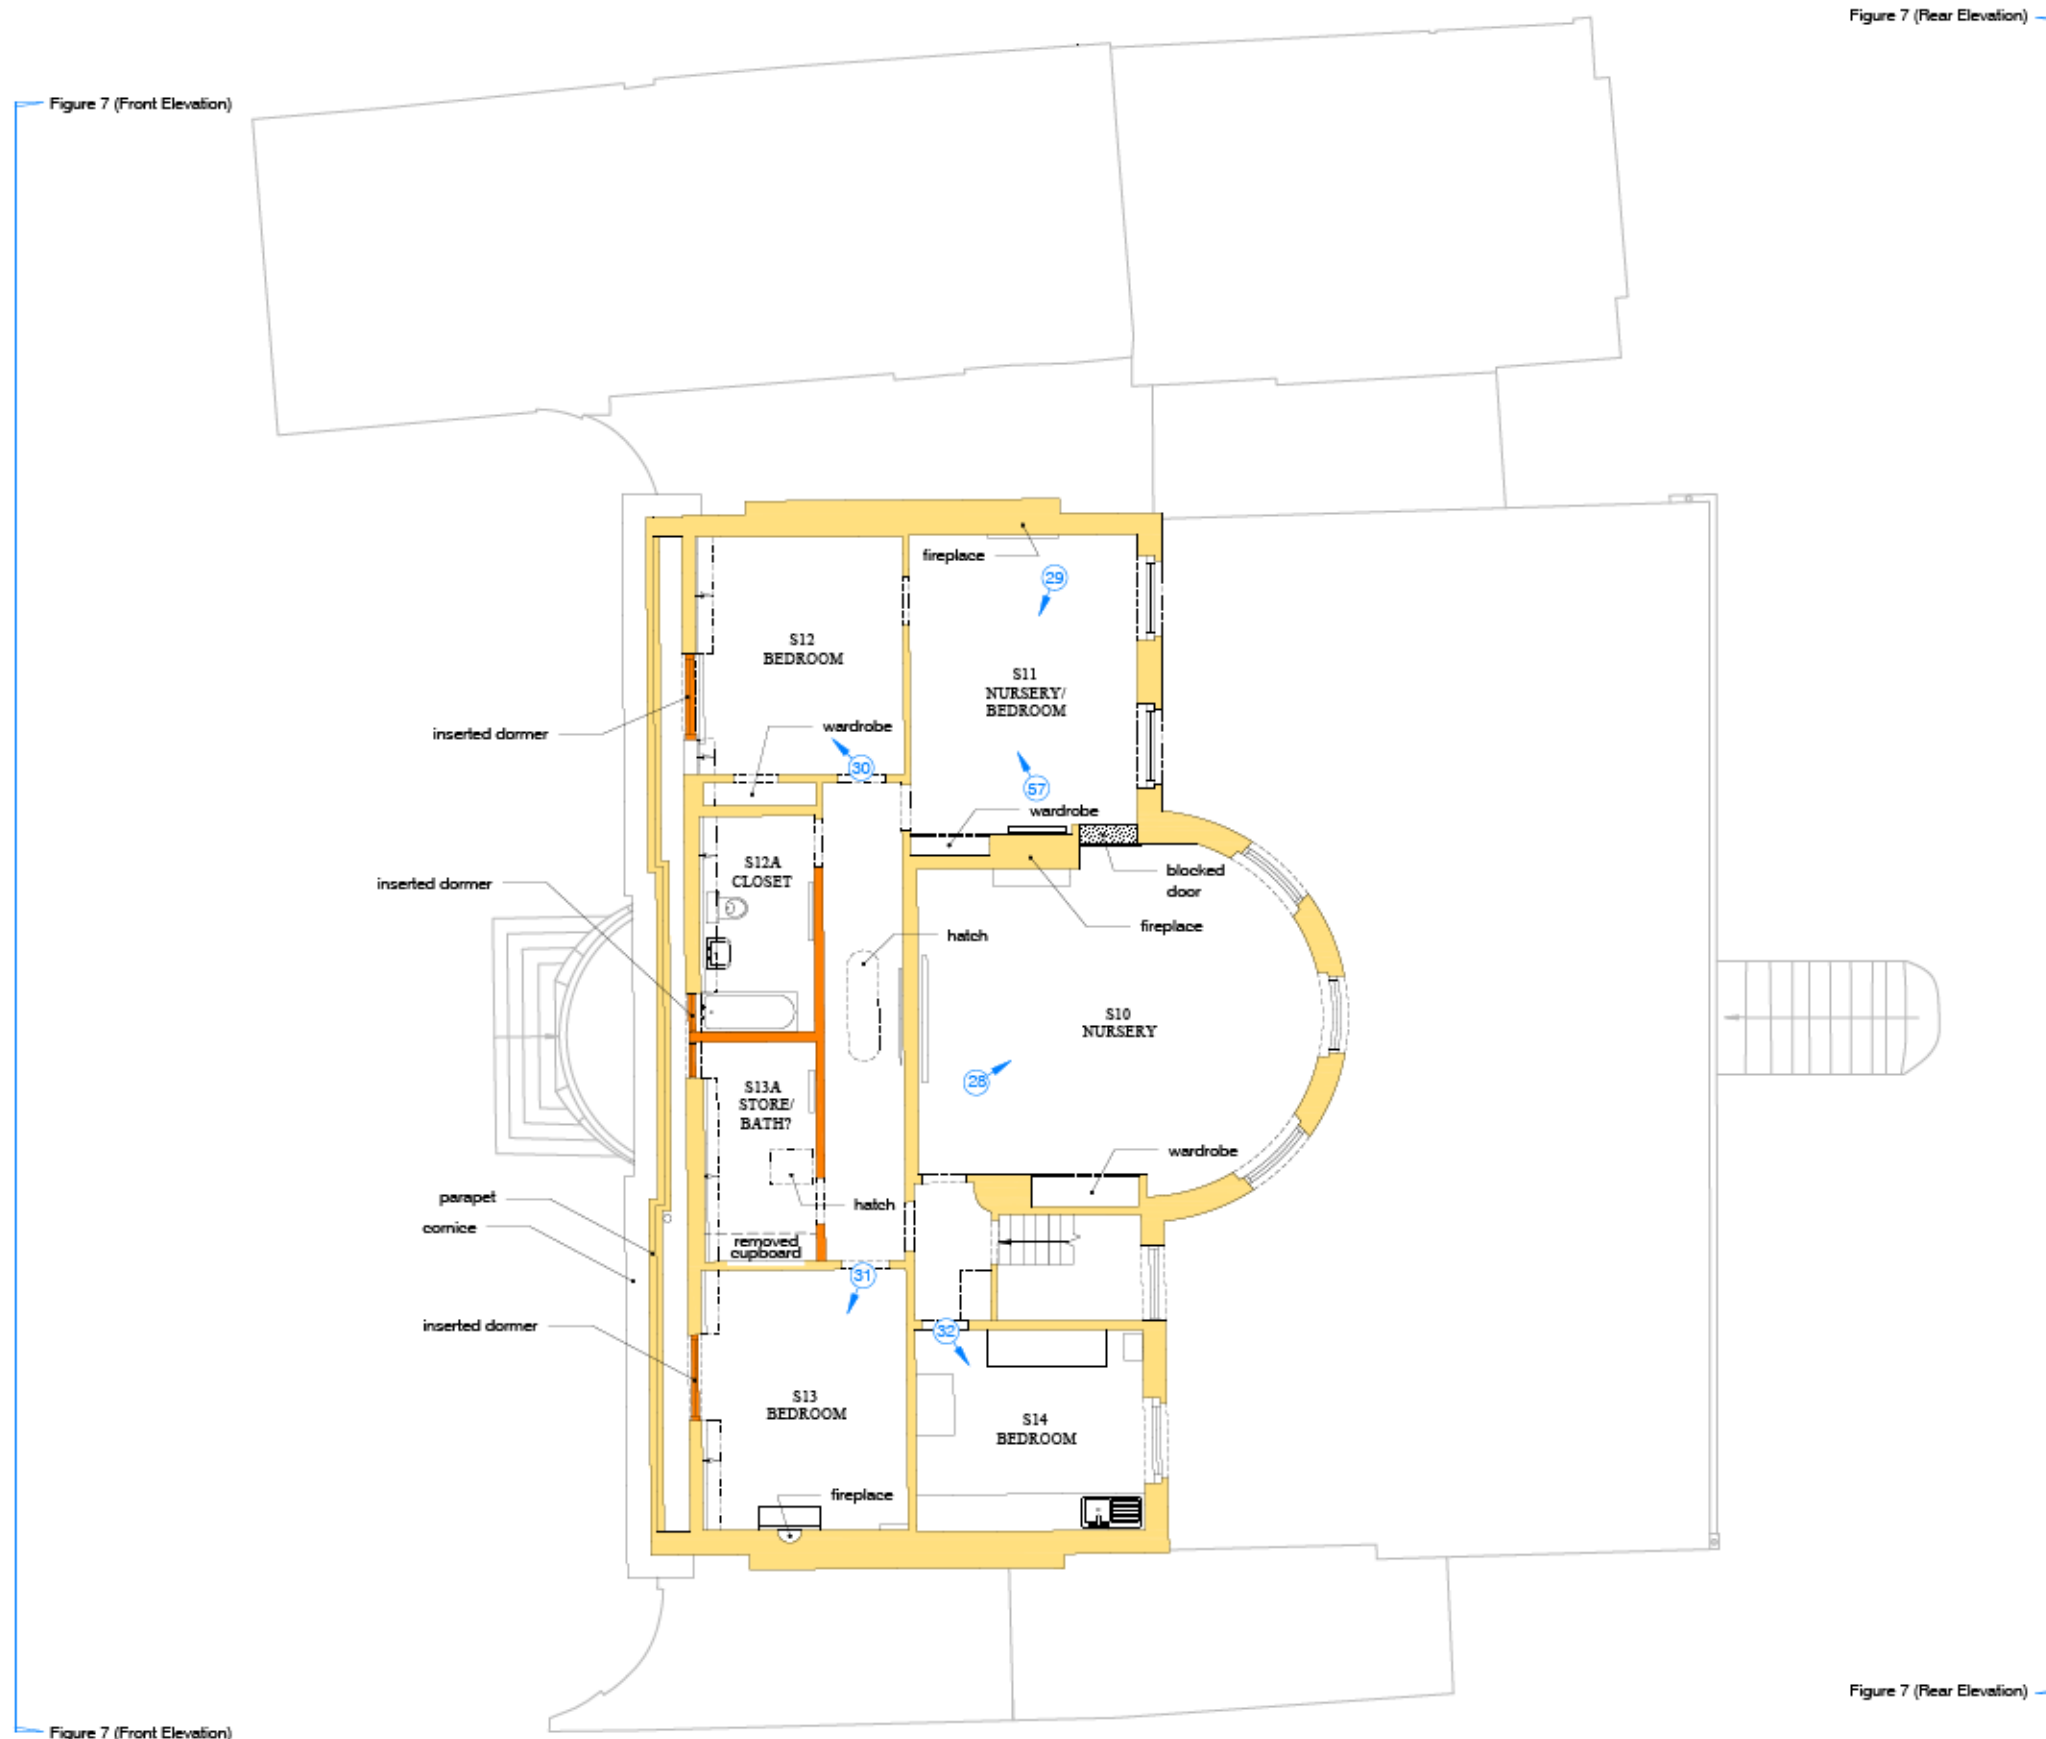 Figure 7 (Rear Elevation)
Figure 7 (Front Elevation)
fireplace
29
S12
BEDROOM
S11
NURSERY/
BEDROOM
inserted dormer
wardrobe
30
57
wardrobe
S12A
CLOSET
blocked
door
inserted dormer
fireplace
hatch
S10
NURSERY
28
S13A
STORE/
BATH?
wardrobe
parapet
hatch
cornice
removed
cupboard
31
inserted dormer
32
S13
BEDROOM
S14
BEDROOM
fireplace
Figure 7 (Rear Elevation)
Figure 7 (Front Elevation)